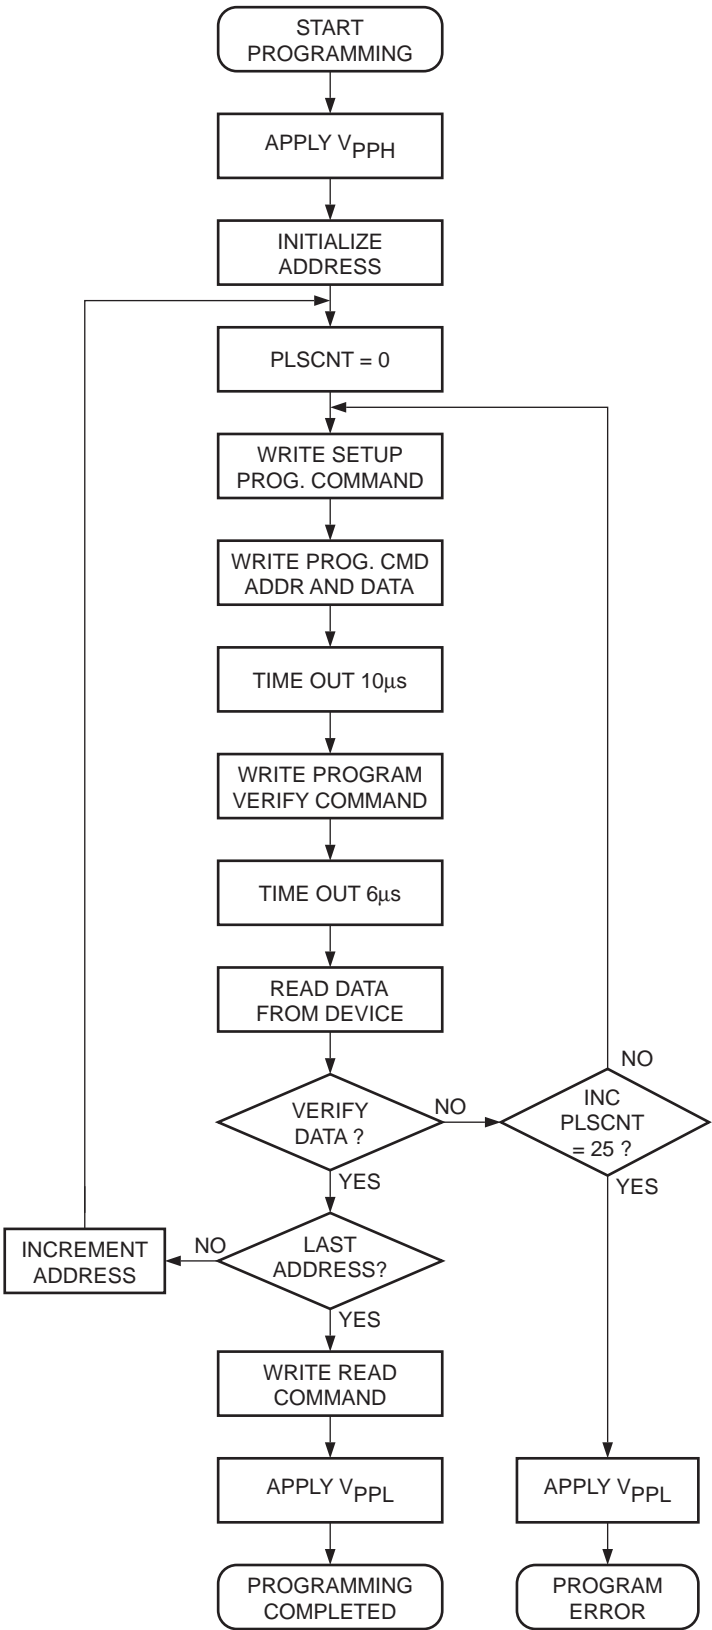 START
PROGRAMMING
APPLY VPPH
INITIALIZE
ADDRESS
PLSCNT = 0
WRITE SETUP
PROG. COMMAND
WRITE PROG. CMD
ADDR AND DATA
TIME OUT 10µs
WRITE PROGRAM
VERIFY COMMAND
TIME OUT 6µs
READ DATA
FROM DEVICE
VERIFY
DATA ?
NO
YES
INC
PLSCNT
= 25 ?
NO
YES
LAST
ADDRESS?
NO
YES
INCREMENT
ADDRESS
WRITE READ
COMMAND
APPLY VPPL
PROGRAMMING
COMPLETED
APPLY VPPL
PROGRAM
ERROR